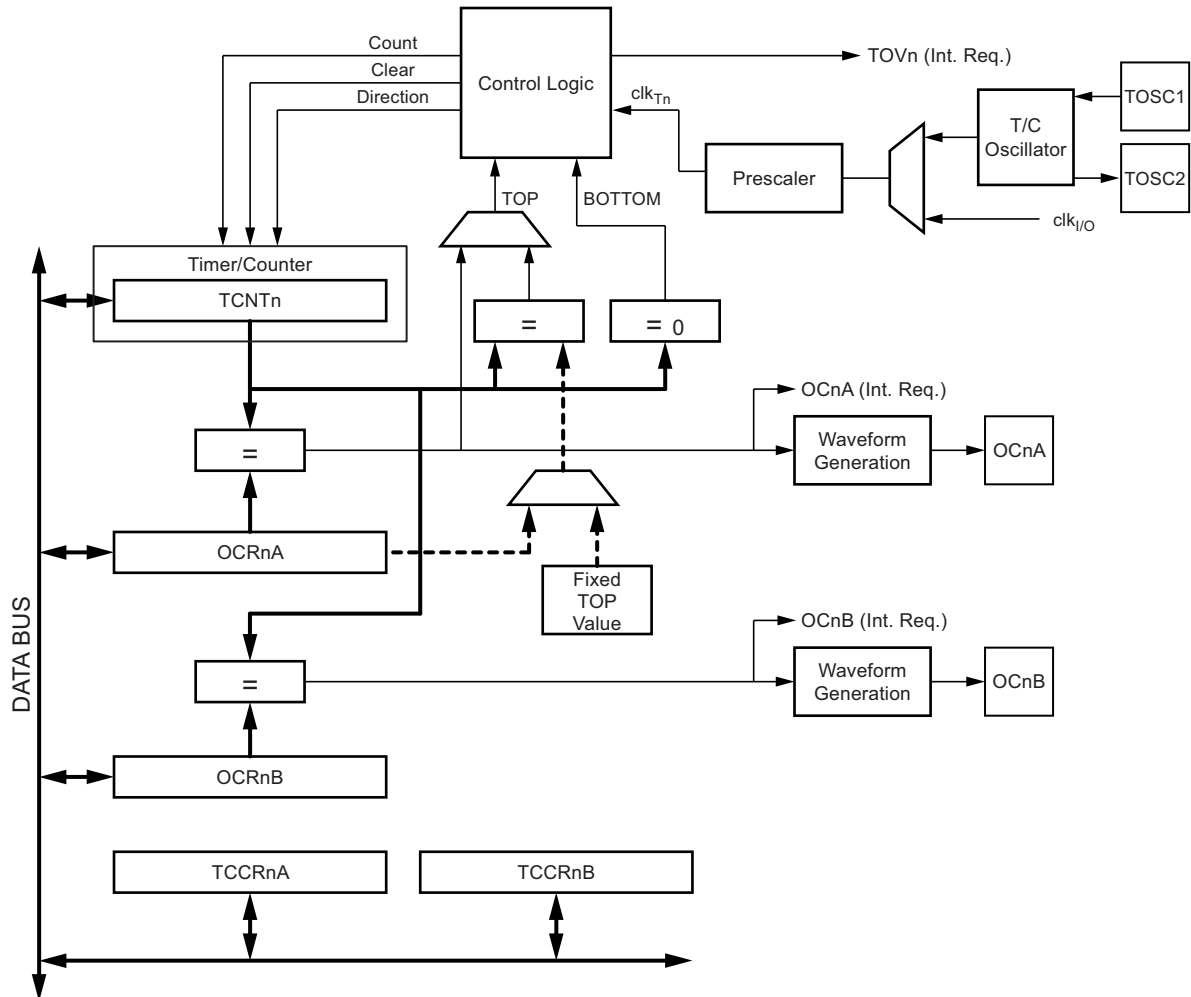 Count
Clear
Direction
Control Logic
TOVn (Int. Req.)
clkTn
TOSC1
T/C
Oscillator
TOSC2
Prescaler
clkI/O
TOP
BOTTOM
Timer/Counter
TCNTn
=
= 0
OCnA (Int. Req.)
=
Waveform
Generation
OCnA
OCRnA
Fixed
TOP
Value
DATA BUS
OCnB (Int. Req.)
=
Waveform
Generation
OCnB
OCRnB
TCCRnA
TCCRnB